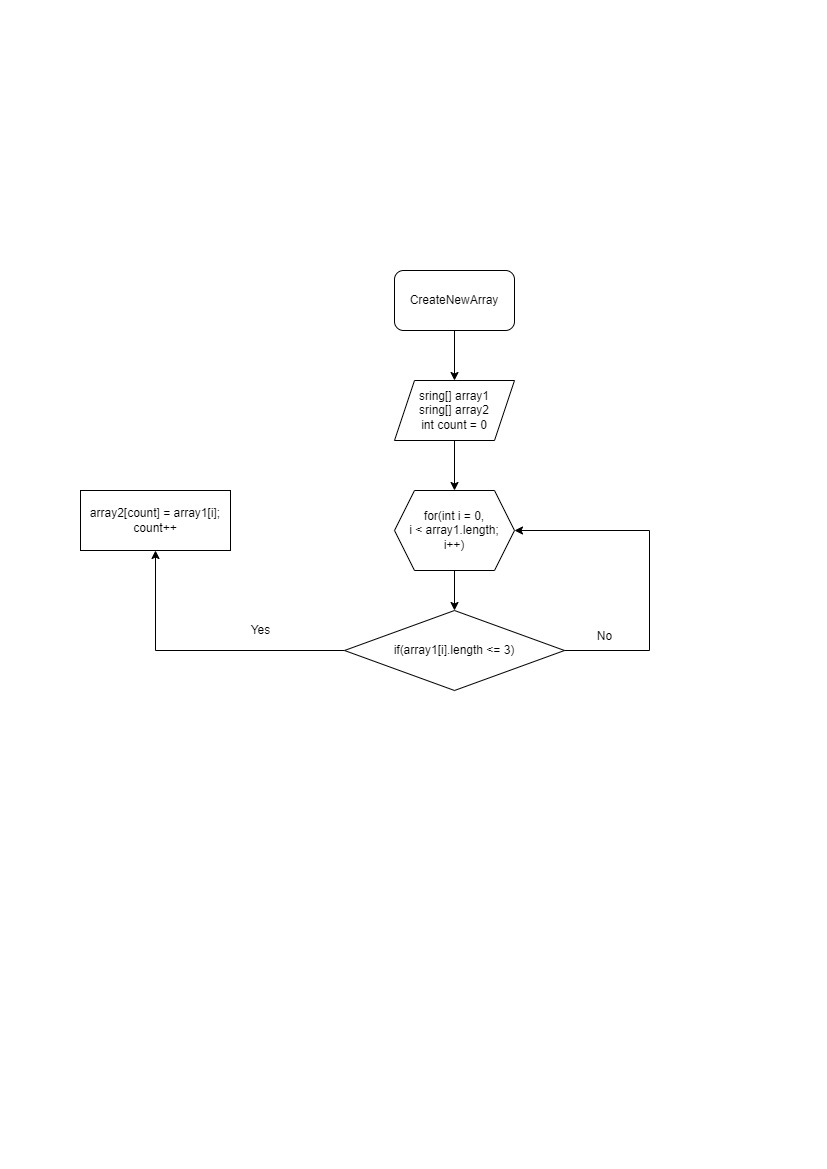 CreateNewArray
sring[] array1
sring[] array2
int count = 0
for(int i = 0,
i < array1.length;
i++)
array2[count] = array1[i];
count++
Yes
if(array1[i].length <= 3)
No